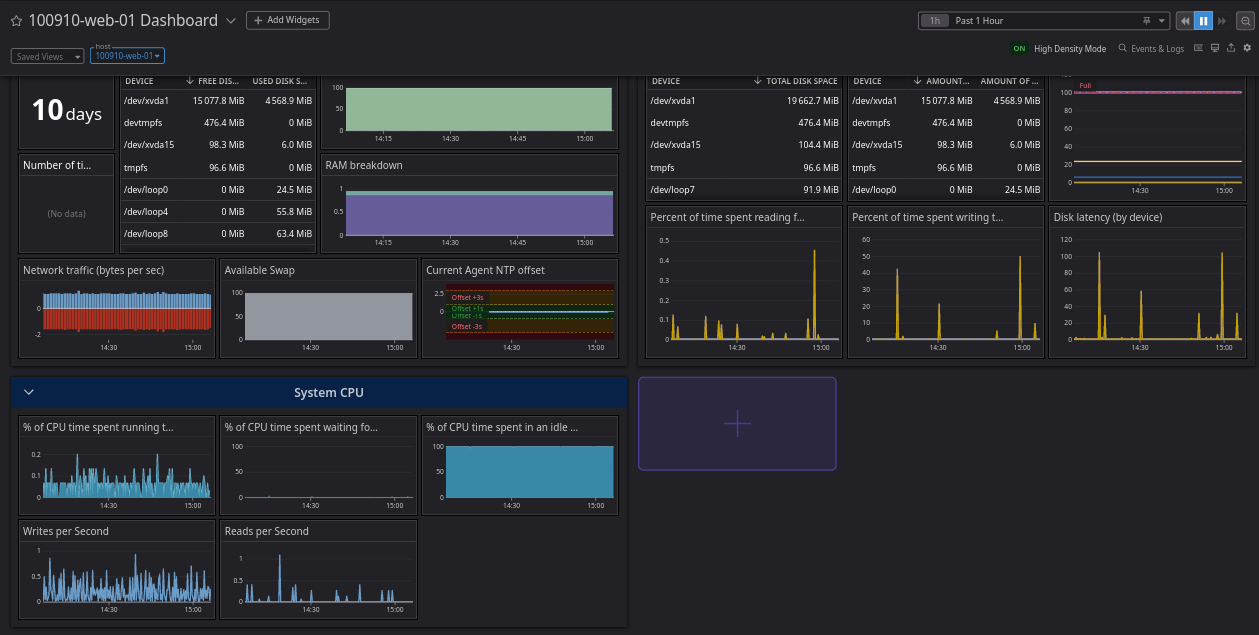 100910-web-01 Dashboard
+ Add Widgets
1h Past 1 Hour
Saved Views
host
100910-web-01
ON High Density Mode
Events & Logs
10 days
DEVICE FREE DIS... USED DISK S...
/dev/xvda1 15 077.8 MiB 4 568.9 MiB
devtmpfs 476.4 MiB 0 MiB
/dev/xvda15 98.3 MiB 6.0 MiB
tmpfs 96.6 MiB 0 MiB
/dev/loop0 0 MiB 24.5 MiB
/dev/loop4 0 MiB 55.8 MiB
/dev/loop8 0 MiB 63.4 MiB
100
50
0
14:15 14:30 14:45 15:00
Number of ti...
(No data)
RAM breakdown
1
0.5
0
14:15 14:30 14:45 15:00
DEVICE TOTAL DISK SPACE
/dev/xvda1 19 662.7 MiB
devtmpfs 476.4 MiB
/dev/xvda15 104.4 MiB
tmpfs 96.6 MiB
/dev/loop7 91.9 MiB
DEVICE AMOUNT... AMOUNT OF ...
/dev/xvda1 15 077.8 MiB 4 568.9 MiB
devtmpfs 476.4 MiB 0 MiB
/dev/xvda15 98.3 MiB 6.0 MiB
tmpfs 96.6 MiB 0 MiB
/dev/loop0 0 MiB 24.5 MiB
Full
100
80
60
40
20
0
14:30 15:00
Network traffic (bytes per sec)
0
-2
14:30 15:00
Available Swap
100
50
0
14:30 15:00
Current Agent NTP offset
2.5
0
Offset +3s
Offset +1s
Offset -1s
Offset -3s
14:30 15:00
Percent of time spent reading f...
0.5
0.4
0.3
0.2
0.1
0
14:30 15:00
Percent of time spent writing t...
60
50
40
30
20
10
0
14:30 15:00
Disk latency (by device)
120
100
80
60
40
20
0
14:30 15:00
System CPU
% of CPU time spent running t...
0.2
0.1
0
14:30 15:00
% of CPU time spent waiting fo...
100
50
0
14:30 15:00
% of CPU time spent in an idle ...
100
50
0
14:30 15:00
Writes per Second
1
0.5
0
14:30 15:00
Reads per Second
1
0.5
0
14:30 15:00